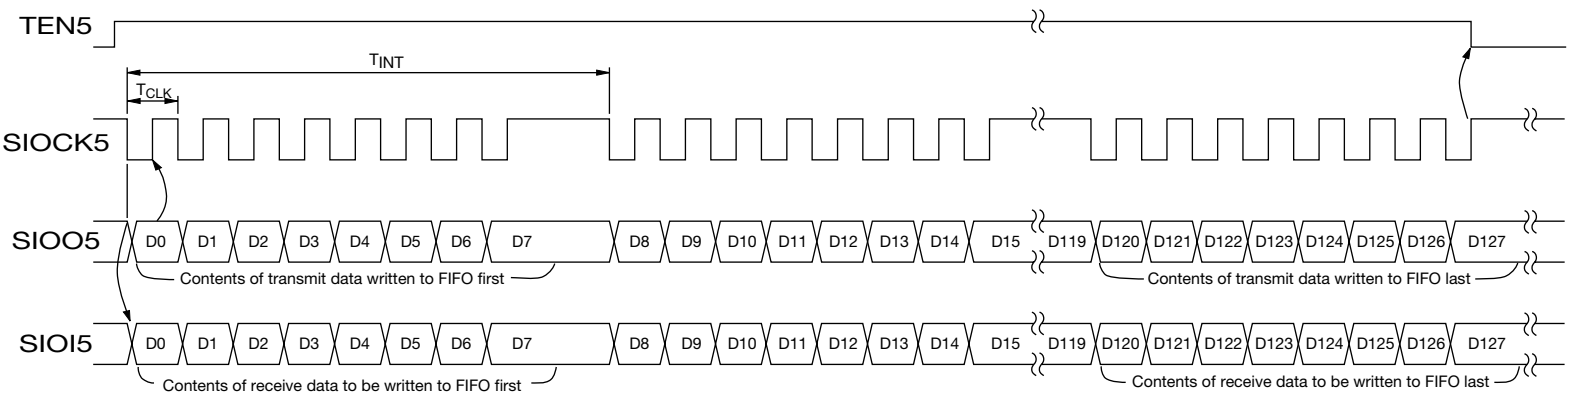 TEN5
TINT
TCLK
SIOCK5
SIOO5 D0 D1 D2 D3 D4 D5 D6 D7 D8 D9 D10 D11 D12 D13 D14 D15 D119 D120 D121 D122 D123 D124 D125 D126 D127
Contents of transmit data written to FIFO first Contents of transmit data written to FIFO last
SIOI5 D0 D1 D2 D3 D4 D5 D6 D7 D8 D9 D10 D11 D12 D13 D14 D15 D119 D120 D121 D122 D123 D124 D125 D126 D127
Contents of receive data to be written to FIFO first Contents of receive data to be written to FIFO last